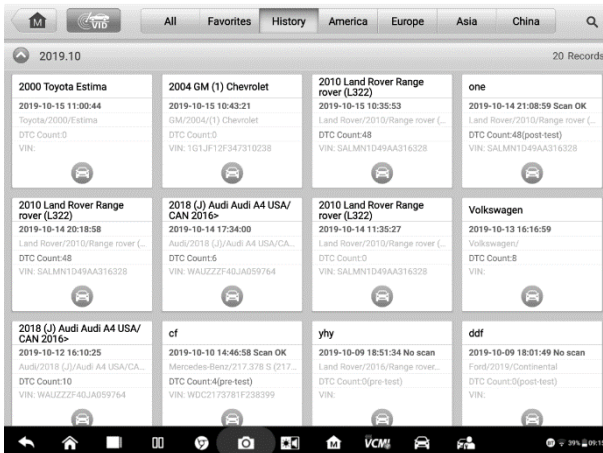 M
VID
All
Favorites
History
America
Europe
Asia
China
2019.10
20 Records
2000 Toyota Estima
2019-10-15 11:00:44
Toyota/2000/Estima
DTC Count:0
VIN:
2004 GM (1) Chevrolet
2019-10-15 10:43:21
GM/2004/(1) Chevrolet
DTC Count:0
VIN: 1G1JF12F347310238
2010 Land Rover Range
rover (L322)
2019-10-15 10:35:53
Land Rover/2010/Range rover (...
DTC Count:48
VIN: SALMN1D49AA316328
one
2019-10-14 21:08:59 Scan OK
Land Rover/2010/Range rover (...
DTC Count:48(post-test)
VIN: SALMN1D49AA316328
2010 Land Rover Range
rover (L322)
2019-10-14 20:18:58
Land Rover/2010/Range rover (...
DTC Count:48
VIN: SALMN1D49AA316328
2018 (J) Audi Audi A4 USA/
CAN 2016>
2019-10-14 17:34:00
Audi/2018 (J)/Audi A4 USA/CA...
DTC Count:6
VIN: WAUZZZF40JA059764
2010 Land Rover Range
rover (L322)
2019-10-14 11:35:27
Land Rover/2010/Range rover (...
DTC Count:0
VIN: SALMN1D49AA316328
Volkswagen
2019-10-13 16:16:59
Volkswagen/
DTC Count:8
VIN:
2018 (J) Audi Audi A4 USA/
CAN 2016>
2019-10-12 16:10:25
Audi/2018 (J)/Audi A4 USA/CA...
DTC Count:10
VIN: WAUZZZF40JA059764
cf
2019-10-10 14:46:58 Scan OK
Mercedes-Benz/217.378 S (217...
DTC Count:4(pre-test)
VIN: WDC2173781F238399
yhy
2019-10-09 18:51:34 No scan
Land Rover/2016/Range rover...
DTC Count:0(pre-test)
VIN:
ddf
2019-10-09 18:01:49 No scan
Ford/2019/Continental
DTC Count:0(post-test)
VIN:
M
VCMI
39%
09:15